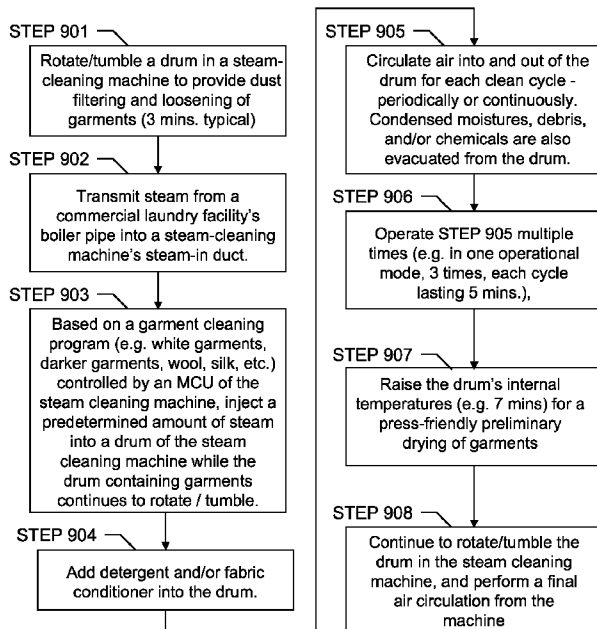 STEP 901
Rotate/tumble a drum in a steam-
cleaning machine to provide dust
filtering and loosening of
garments (3 mins. typical)
STEP 902
Transmit steam from a
commercial laundry facility's
boiler pipe into a steam-cleaning
machine's steam-in duct.
STEP 903
Based on a garment cleaning
program (e.g. white garments,
darker garments, wool, silk, etc.)
controlled by an MCU of the
steam cleaning machine, inject a
predetermined amount of steam
into a drum of the steam
cleaning machine while the
drum containing garments
continues to rotate / tumble.
STEP 904
Add detergent and/or fabric
conditioner into the drum.
STEP 905
Circulate air into and out of the
drum for each clean cycle -
periodically or continuously.
Condensed moistures, debris,
and/or chemicals are also
evacuated from the drum.
STEP 906
Operate STEP 905 multiple
times (e.g. in one operational
mode, 3 times, each cycle
lasting 5 mins.),
STEP 907
Raise the drum's internal
temperatures (e.g. 7 mins) for a
press-friendly preliminary
drying of garments
STEP 908
Continue to rotate/tumble the
drum in the steam cleaning
machine, and perform a final
air circulation from the
machine